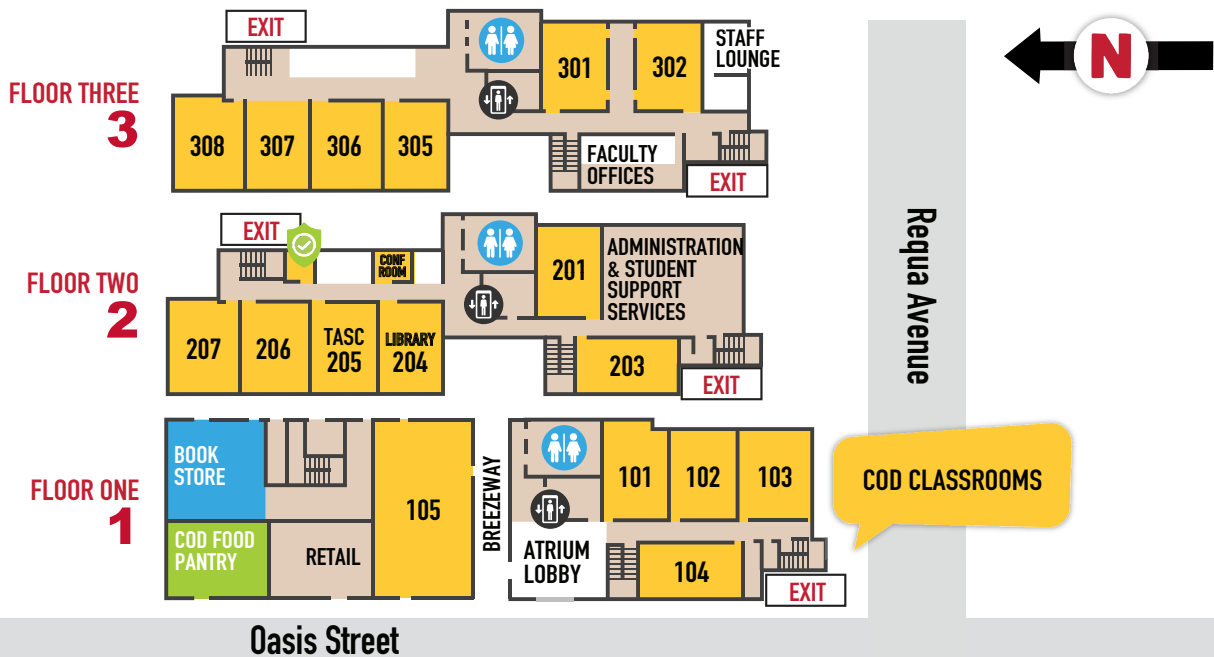 EXIT
N
STAFF
LOUNGE
301
302
FLOOR THREE
3
308
307
306
305
FACULTY
OFFICES
EXIT
EXIT
CONF
ROOM
201
ADMINISTRATION
& STUDENT
SUPPORT
SERVICES
FLOOR TWO
2
207
206
TASC
205
LIBRARY
204
203
EXIT
Requa Avenue
BOOK
STORE
105
BREEZEWAY
101
102
103
COD CLASSROOMS
FLOOR ONE
1
COD FOOD
PANTRY
RETAIL
ATRIUM
LOBBY
104
EXIT
Oasis Street